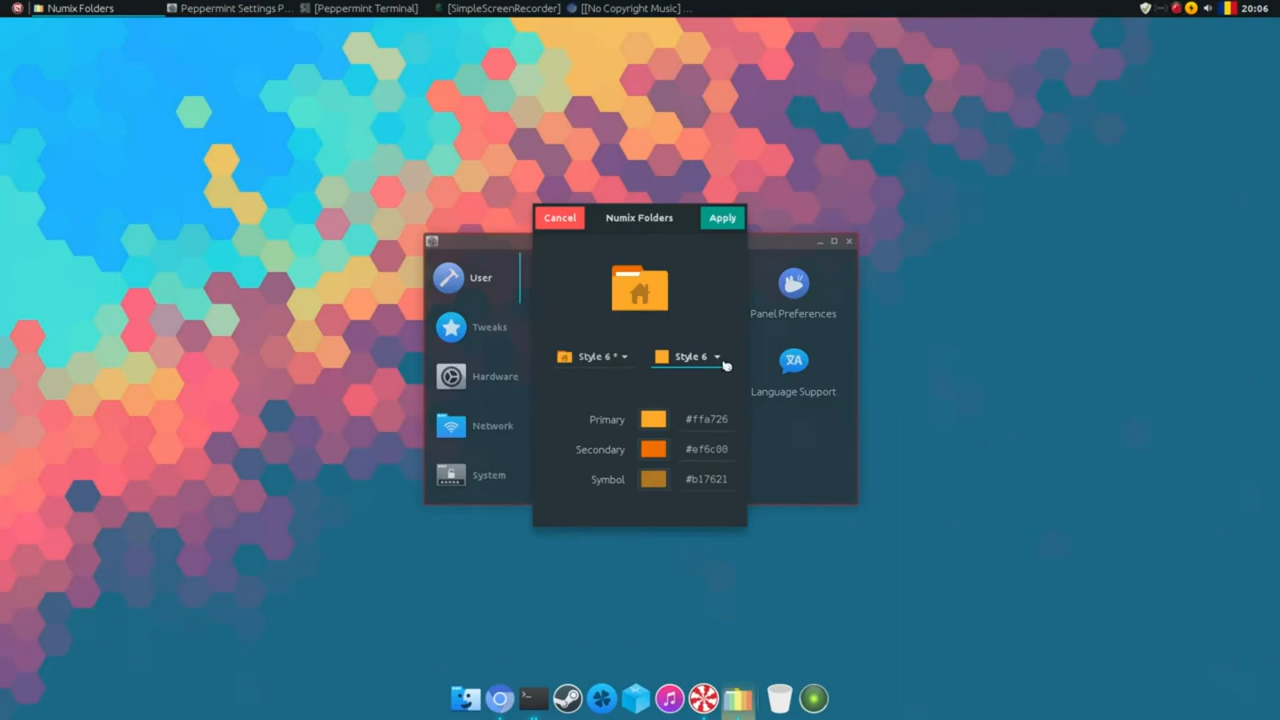 Numix Folders
Peppermint Settings P...
[Peppermint Terminal]
[SimpleScreenRecorder]
[[No Copyright Music] ...
20:06
Cancel
Numix Folders
Apply
User
Tweaks
Hardware
Network
System
Style 6 *
Style 6
Primary
#ffa726
Secondary
#ef6c00
Symbol
#b17621
Panel Preferences
XA
Language Support